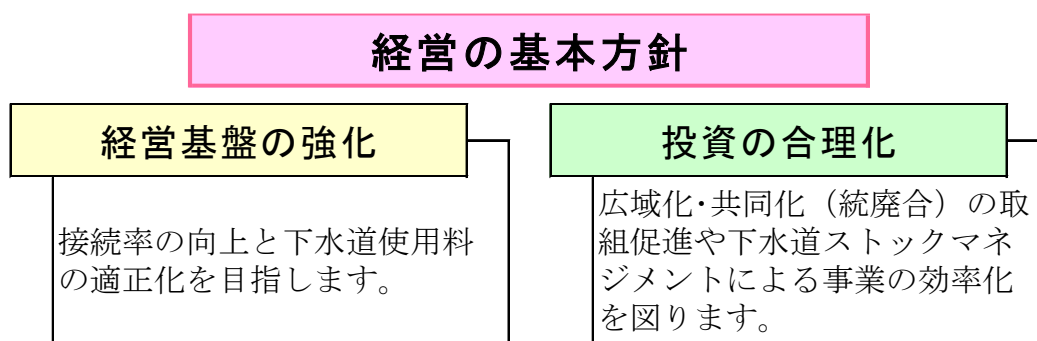 経営の基本方針
経営基盤の強化
接続率の向上と下水道使用料
の適正化を目指します。
投資の合理化
広域化･共同化（統廃合）の取
組促進や下水道ストックマネ
ジメントによる事業の効率化
を図ります。